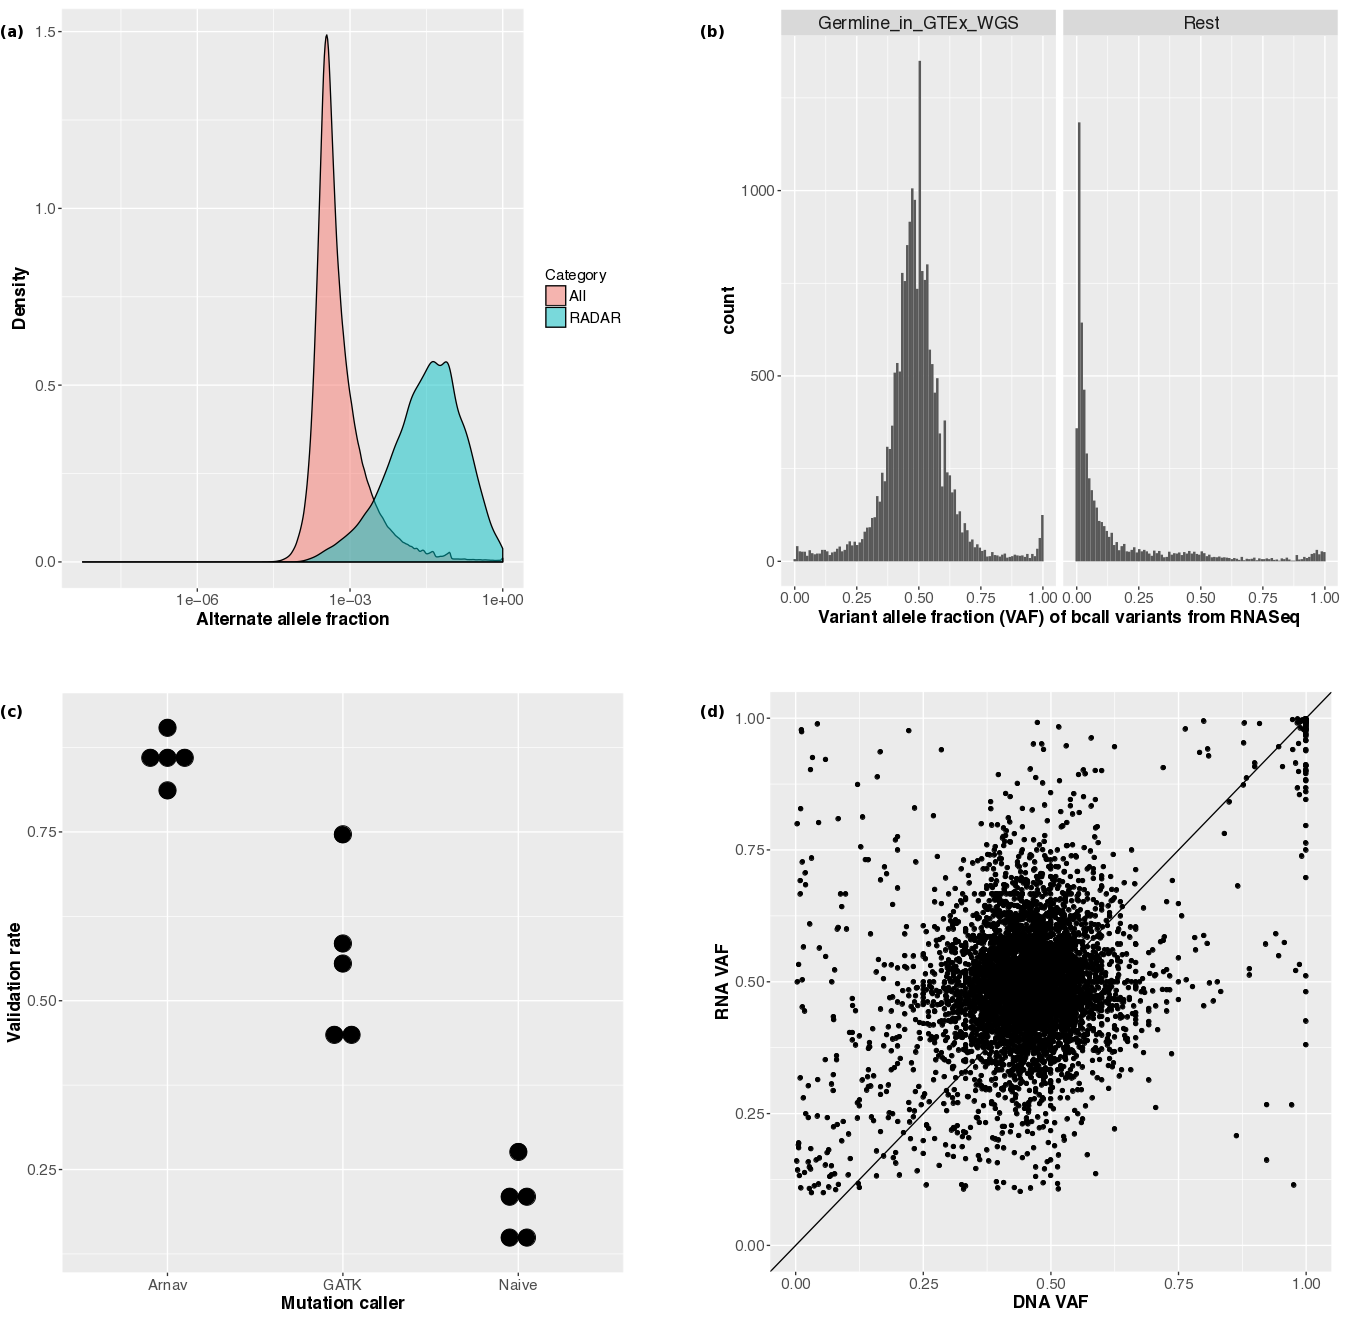 (a)
1.5
1.0
0.5
0.0
Density
1e−06
1e−03
1e+00
Alternate allele fraction
Category
All
RADAR
(b)
Germline_in_GTEx_WGS
Rest
1000
500
0
count
0.00
0.25
0.50
0.75
1.00
0.00
0.25
0.50
0.75
1.00
Variant allele fraction (VAF) of bcall variants from RNASeq
(c)
0.75
0.50
0.25
Validation rate
Arnav
GATK
Naive
Mutation caller
(d)
1.00
0.75
0.50
0.25
0.00
RNA VAF
0.00
0.25
0.50
0.75
1.00
DNA VAF